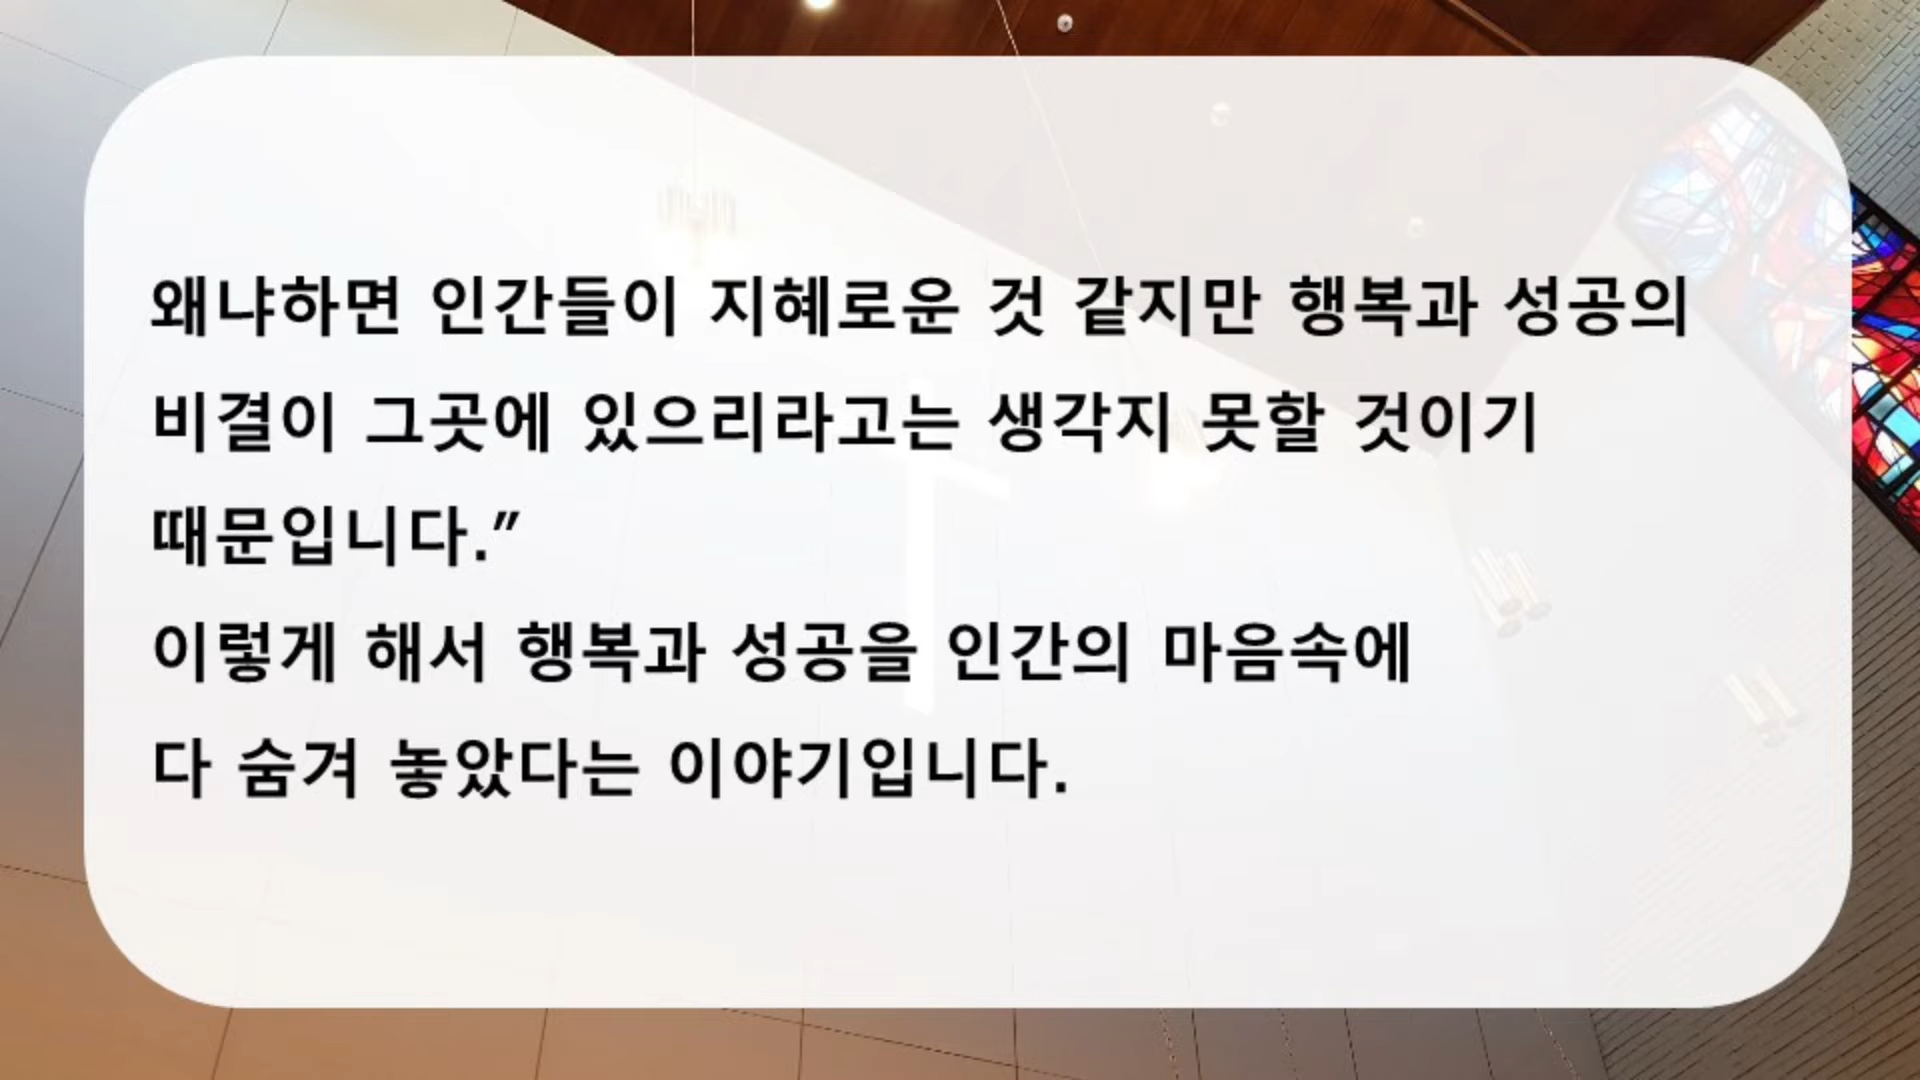 왜냐하면 인간들이 지혜로운 것 같지만 행복과 성공의
비결이 그곳에 있으리라고는 생각지 못할 것이기
때문입니다.”
이렇게 해서 행복과 성공을 인간의 마음속에
다 숨겨 놓았다는 이야기입니다.